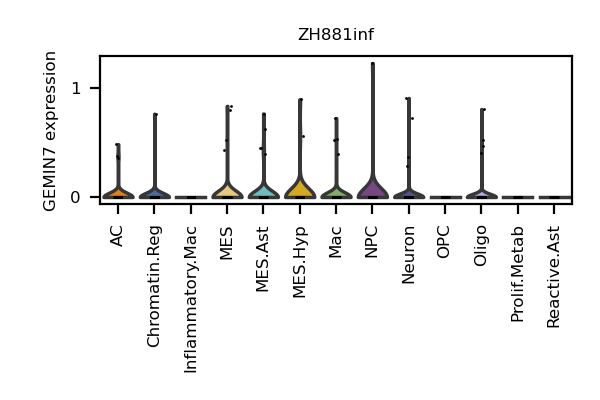 ZH881inf
GEMIN7 expression
1
0
AC
Chromatin.Reg
Inflammatory.Mac
MES
MES.Ast
MES.Hyp
Mac
NPC
Neuron
OPC
Oligo
Prolif.Metab
Reactive.Ast